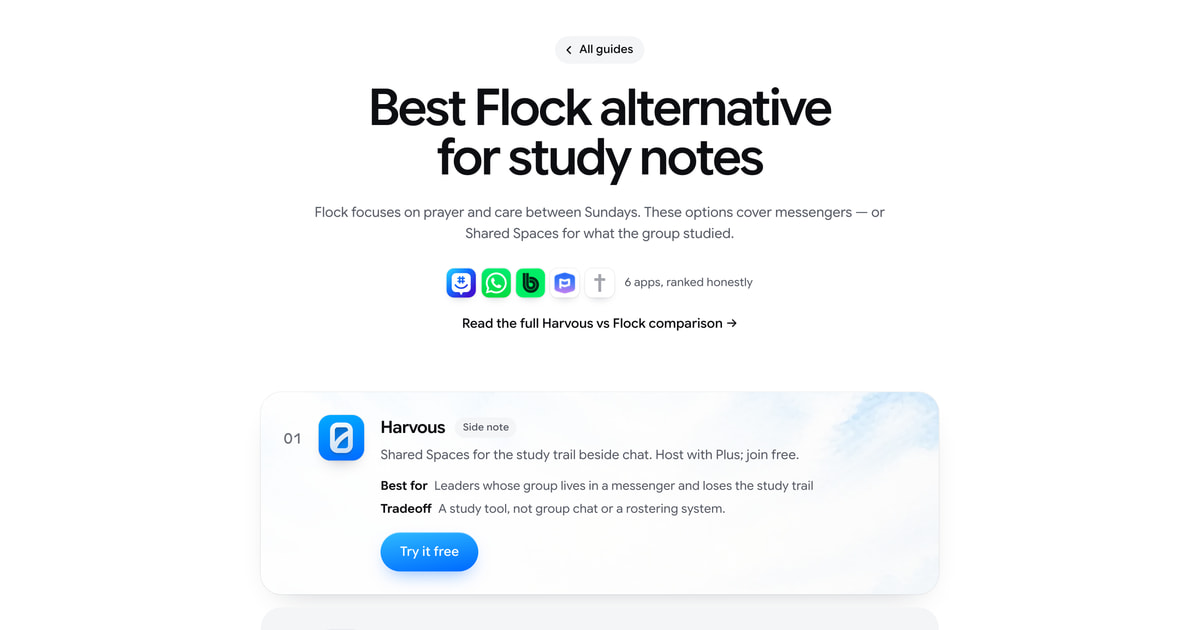 All guides
Best Flock alternative
for study notes
Flock focuses on prayer and care between Sundays. These options cover messengers — or
Shared Spaces for what the group studied.
6 apps, ranked honestly
Read the full Harvous vs Flock comparison →
01
Harvous Side note
Shared Spaces for the study trail beside chat. Host with Plus; join free.
Best for Leaders whose group lives in a messenger and loses the study trail
Tradeoff A study tool, not group chat or a rostering system.
Try it free